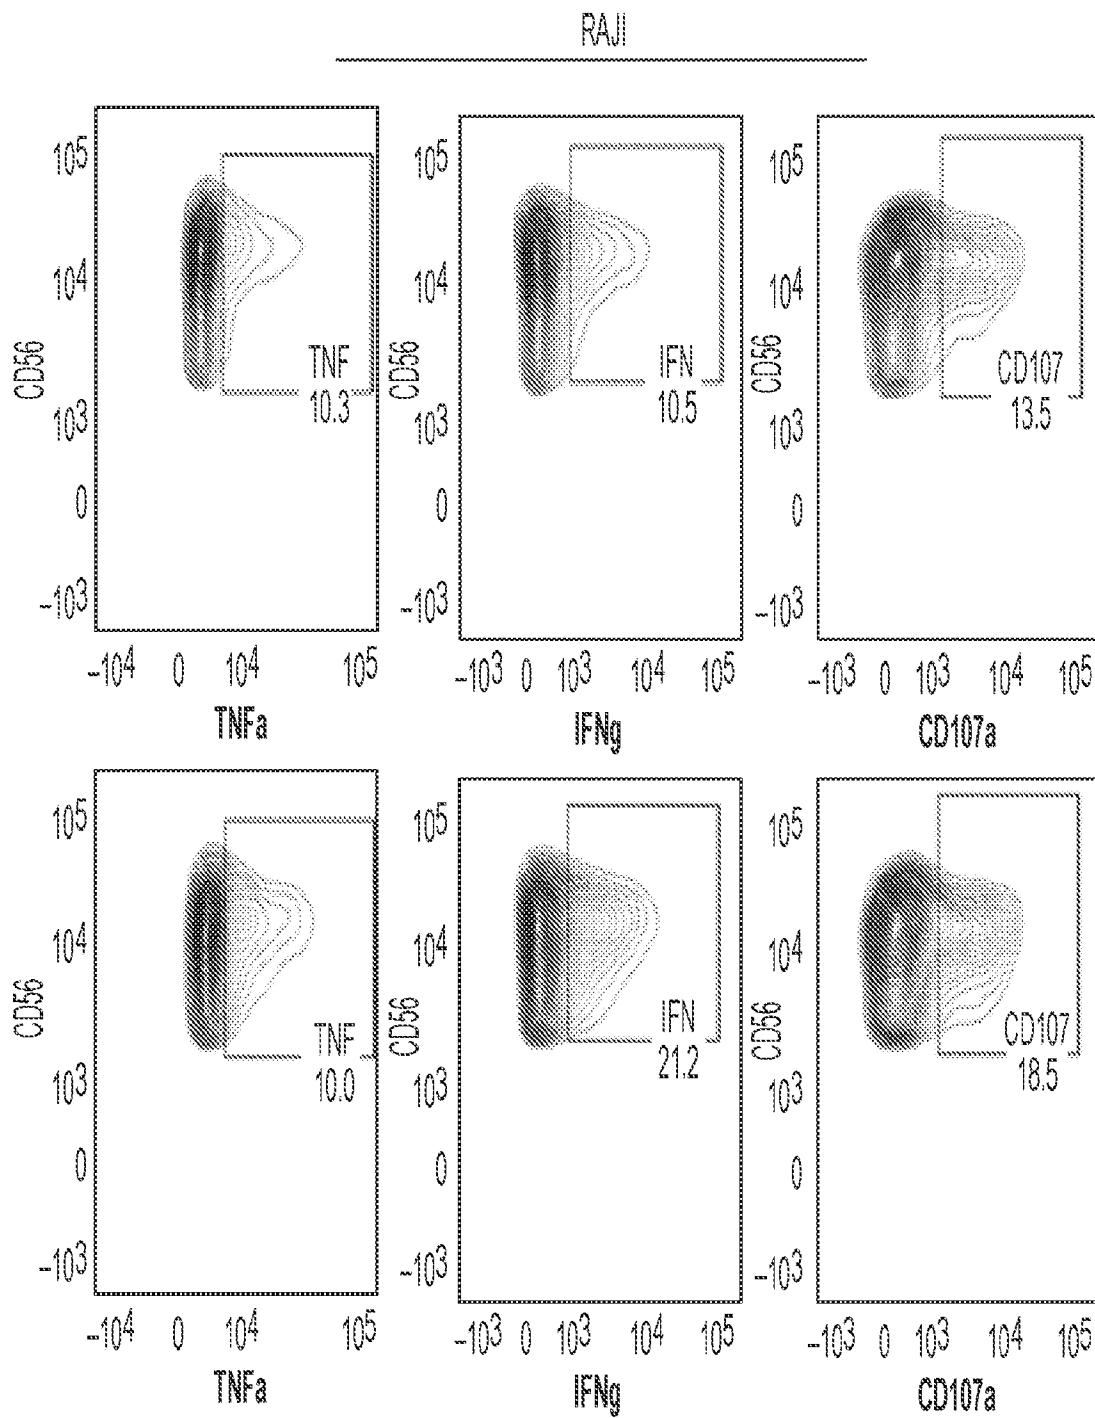 RAJI
10⁵
10⁴
10³
0
–10³
CD56
TNF
10.3
–10⁴ 0 10⁴ 10⁵
TNFa
10⁵
10⁴
10³
0
–10³
CD56
IFN
10.5
–10³ 0 10³ 10⁴ 10⁵
IFNg
10⁵
10⁴
10³
0
–10³
CD56
CD107
13.5
–10³ 0 10³ 10⁴ 10⁵
CD107a
10⁵
10⁴
10³
0
–10³
CD56
TNF
10.0
–10⁴ 0 10⁴ 10⁵
TNFa
10⁵
10⁴
10³
0
–10³
CD56
IFN
21.2
–10³ 0 10³ 10⁴ 10⁵
IFNg
10⁵
10⁴
10³
0
–10³
CD56
CD107
18.5
–10³ 0 10³ 10⁴ 10⁵
CD107a